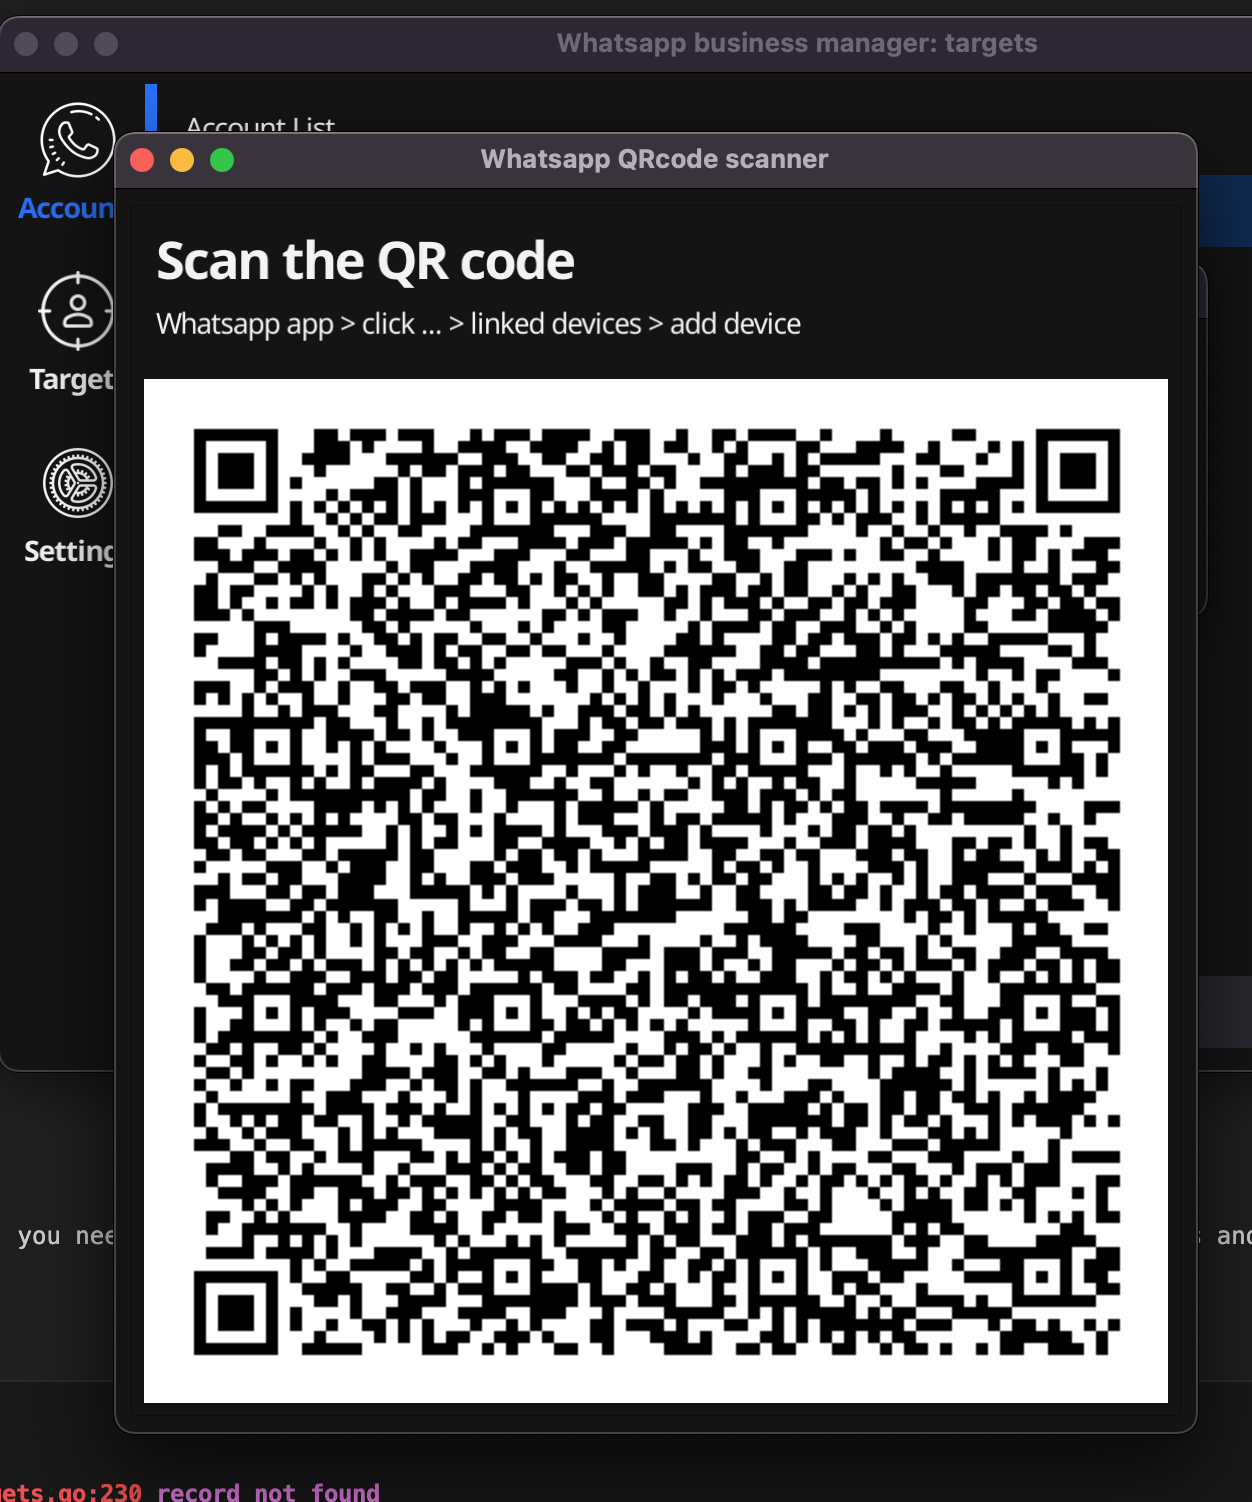 Whatsapp business manager: targets
Account List
Whatsapp QRcode scanner
Accoun
Scan the QR code
Whatsapp app > click ... > linked devices > add device
Target
Setting
you nee
and
ets.go:230 record not found